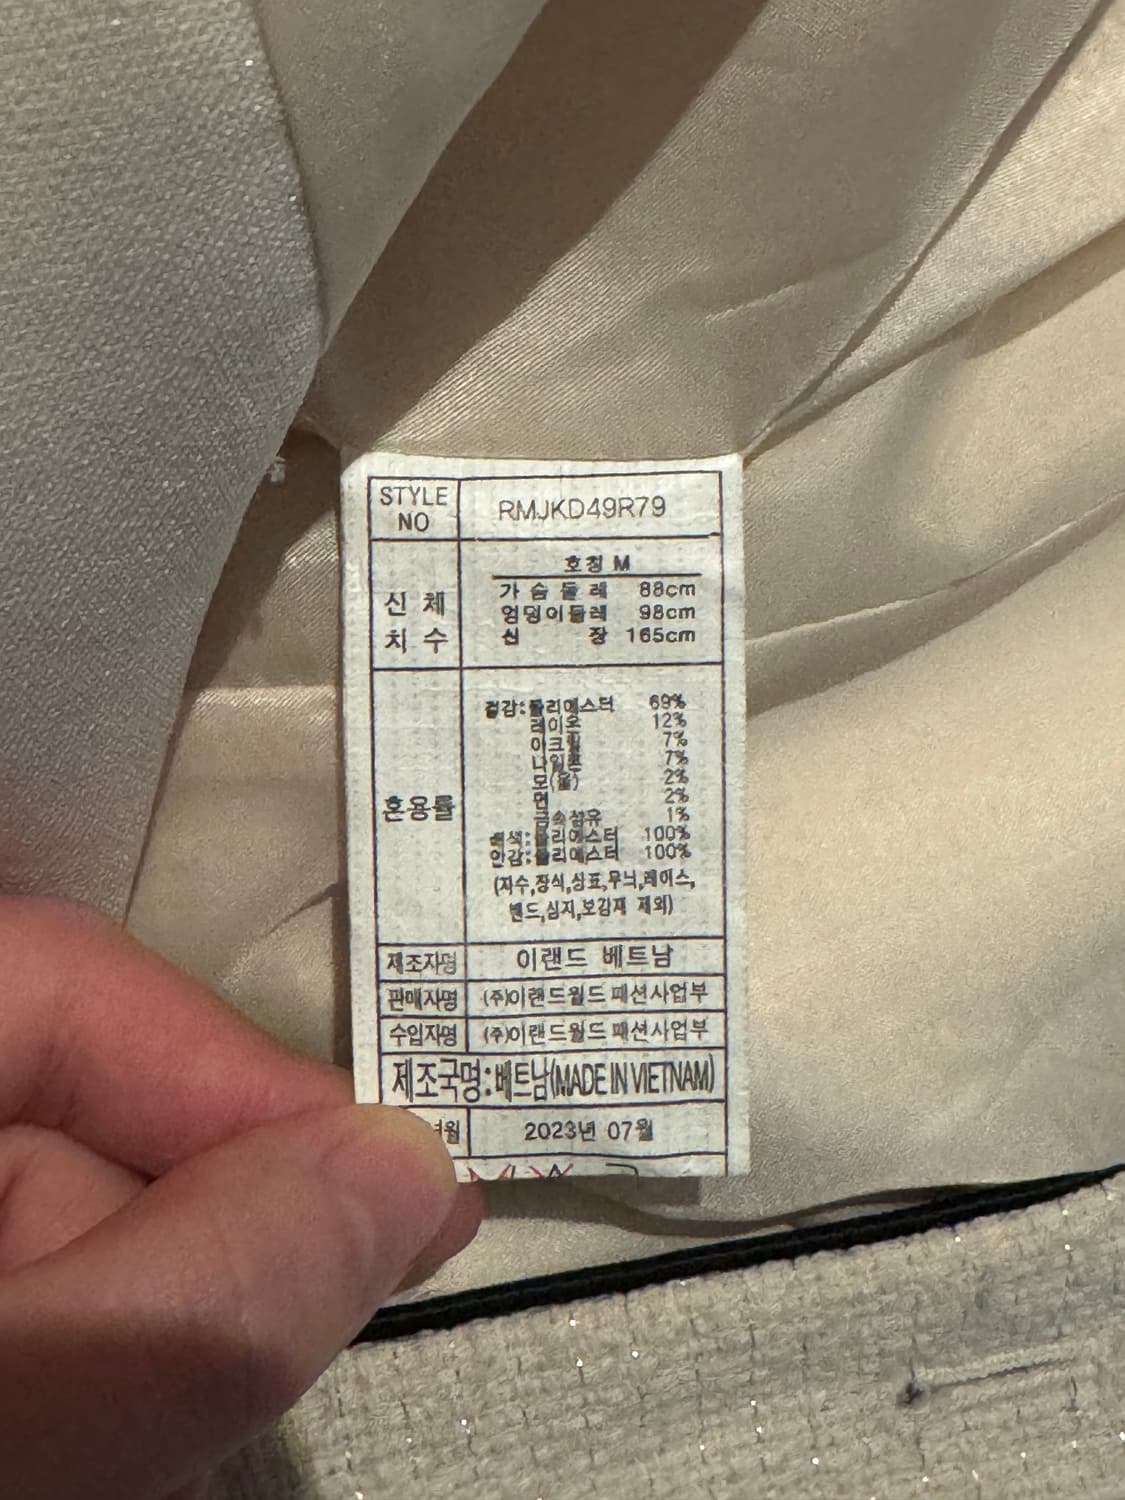 STYLE NO RMJKD49R79
호칭 M
신체 치수
가슴둘레 88cm
엉덩이둘레 98cm
신장 165cm
혼용률
겉감:폴리에스터 69%
레이온 12%
아크릴 7%
나일론 7%
모(울) 2%
면 2%
금속섬유 1%
배색:폴리에스터 100%
안감:폴리에스터 100%
(자수,장식,상표,무늬,레이스,
밴드,심지,보강재 제외)
제조자명 이랜드 베트남
판매자명 (주)이랜드월드 패션사업부
수입자명 (주)이랜드월드 패션사업부
제조국명:베트남(MADE IN VIETNAM)
년월 2023년 07월